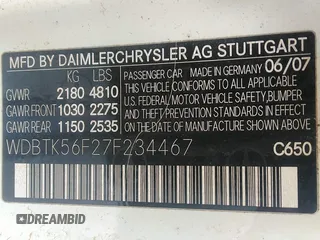 MFD BY DAIMLERCHRYSLER AG STUTTGART
KG LBS PASSENGER CAR MADE IN GERMANY 06/07
GVWR 2180 4810 THIS VEHICLE CONFORMS TO ALL
GAWR FRONT 1030 2275 APPLICABLE U.S. FEDERAL MOTOR
GAWR REAR 1150 2535 VEHICLE SAFETY, BUMPER, AND
THEFT PREVENTION STANDARDS
IN EFFECT ON THE DATE OF
MANUFACTURE SHOWN ABOVE.
WDBTK56F27F234467 C650
DREAMBID